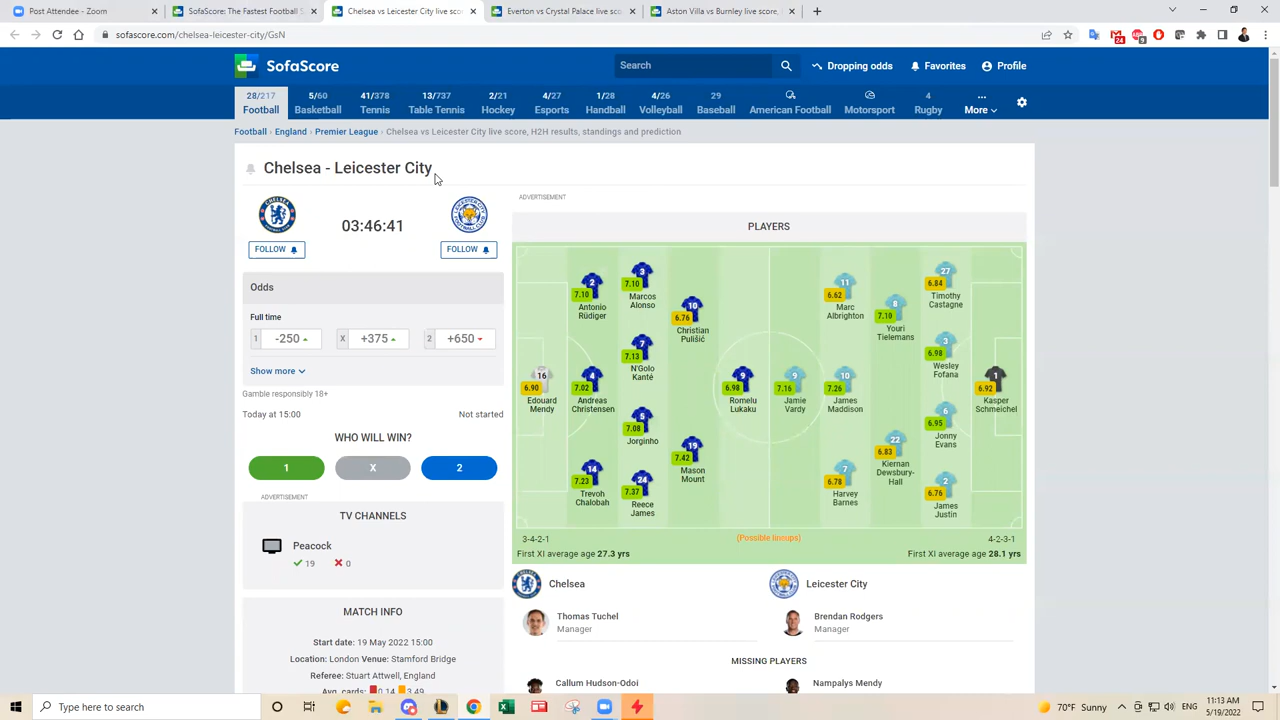 Post Attendee - Zoom
SofaScore: The Fastest Football S
Chelsea vs Leicester City live sco
Everton vs Crystal Palace live sco
Aston Villa vs Burnley live score,
sofascore.com/chelsea-leicester-city/GsN
24
9
SofaScore
Search
Dropping odds
Favorites
Profile
28/217
Football
5/60
Basketball
41/378
Tennis
13/737
Table Tennis
2/21
Hockey
4/27
Esports
1/28
Handball
4/26
Volleyball
29
Baseball
American Football
Motorsport
4
Rugby
...
More
Football
England
Premier League
Chelsea vs Leicester City live score, H2H results, standings and prediction
Chelsea - Leicester City
03:46:41
FOLLOW
FOLLOW
Odds
Full time
1 -250
X +375
2 +650
Show more
Gamble responsibly 18+
Today at 15:00
Not started
WHO WILL WIN?
1
X
2
ADVERTISEMENT
TV CHANNELS
Peacock
19
0
MATCH INFO
Start date: 19 May 2022 15:00
Location: London Venue: Stamford Bridge
Referee: Stuart Attwell, England
Avg. cards: 0.14 3.49
ADVERTISEMENT
PLAYERS
16
6.90
Edouard
Mendy
2
7.10
Antonio
Rüdiger
4
7.02
Andreas
Christensen
14
7.23
Trevoh
Chalobah
3
7.10
Marcos
Alonso
7
7.13
N'Golo
Kanté
5
7.08
Jorginho
24
7.37
Reece
James
10
6.76
Christian
Pulišić
19
7.42
Mason
Mount
9
6.98
Romelu
Lukaku
9
7.16
Jamie
Vardy
11
6.62
Marc
Albrighton
10
7.26
James
Maddison
7
6.78
Harvey
Barnes
8
7.10
Youri
Tielemans
22
6.83
Kiernan
Dewsbury-
Hall
27
6.84
Timothy
Castagne
3
6.98
Wesley
Fofana
6
6.95
Jonny
Evans
2
6.76
James
Justin
1
6.92
Kasper
Schmeichel
3-4-2-1
(Possible lineups)
4-2-3-1
First XI average age 27.3 yrs
First XI average age 28.1 yrs
Chelsea
Leicester City
Thomas Tuchel
Manager
Brendan Rodgers
Manager
MISSING PLAYERS
Callum Hudson-Odoi
Nampalys Mendy
Type here to search
70°F Sunny
11:13 AM
5/19/2022